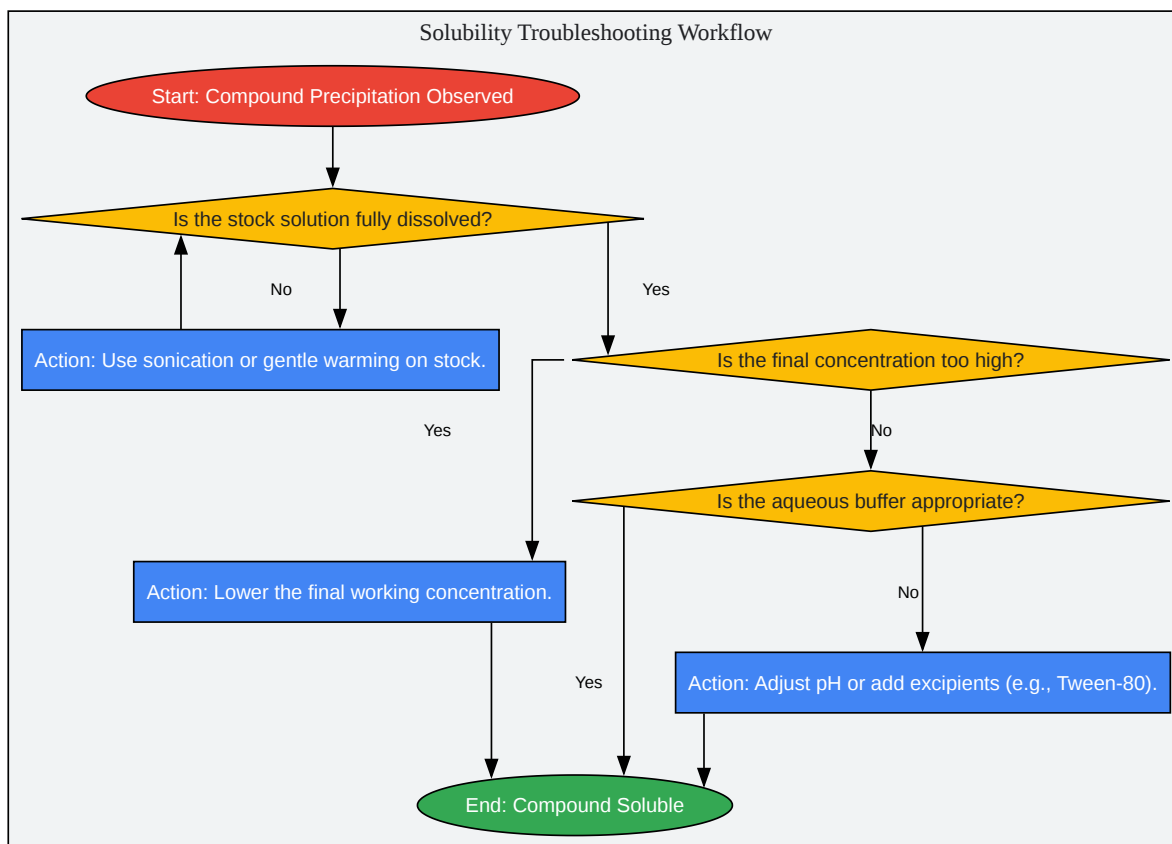 Solubility Troubleshooting Workflow
Start: Compound Precipitation Observed
Is the stock solution fully dissolved?
No
Yes
Action: Use sonication or gentle warming on stock.
Is the final concentration too high?
Yes
No
Is the aqueous buffer appropriate?
Action: Lower the final working concentration.
No
Yes
Action: Adjust pH or add excipients (e.g., Tween-80).
End: Compound Soluble